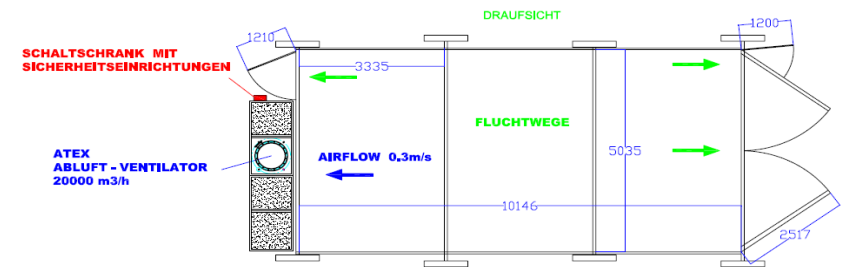 DRAUFSICHT
1210
1200
SCHALTSCHRANK MIT
SICHERHEITSEINRICHTUNGEN
3335
FLUCHTWEGE
ATEX
ABLUFT - VENTILATOR
20000 m3/h
AIRFLOW 0.3m/s
5035
10146
2517